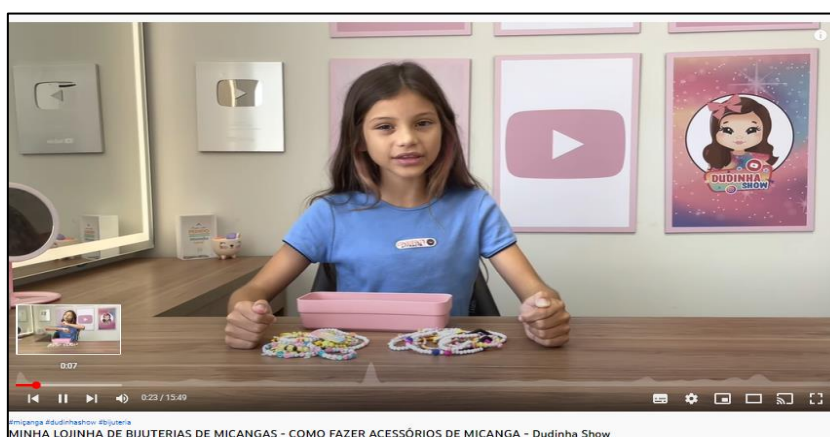 DUDINHA
SHOW
0:07
0:23 / 15:49
#miçanga #dudinhashow #bijuteria
MINHA LOJINHA DE BIJUTERIAS DE MIÇANGAS - COMO FAZER ACESSÓRIOS DE MIÇANGA - Dudinha Show